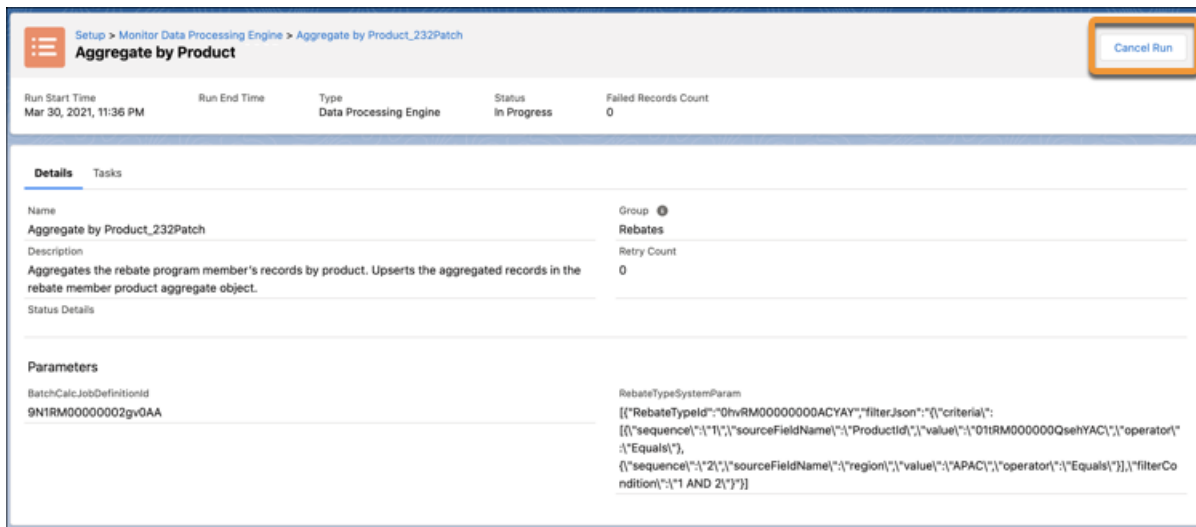 Setup > Monitor Data Processing Engine > Aggregate by Product_232Patch
Aggregate by Product
Cancel Run
Run Start Time
Mar 30, 2021, 11:36 PM
Run End Time
Type
Data Processing Engine
Status
In Progress
Failed Records Count
0
Details Tasks
Name
Aggregate by Product_232Patch
Group
Rebates
Description
Aggregates the rebate program member's records by product. Upserts the aggregated records in the
rebate member product aggregate object.
Retry Count
0
Status Details
Parameters
BatchCalcJobDefinitionId
9N1RM00000002gv0AA
RebateTypeSystemParam
[{"RebateTypeId":"0hvRM00000000ACYAY","filterJson":"{\"criteria\":
[{\"sequence\":\"1\",\"sourceFieldName\":\"ProductId\",\"value\":\"01tRM000000QsehYAC\",\"operator\"
:\"Equals\"},
{\"sequence\":\"2\",\"sourceFieldName\":\"region\",\"value\":\"APAC\",\"operator\":\"Equals\"}],\"filterCo
ndition\":\"1 AND 2\"}"}]